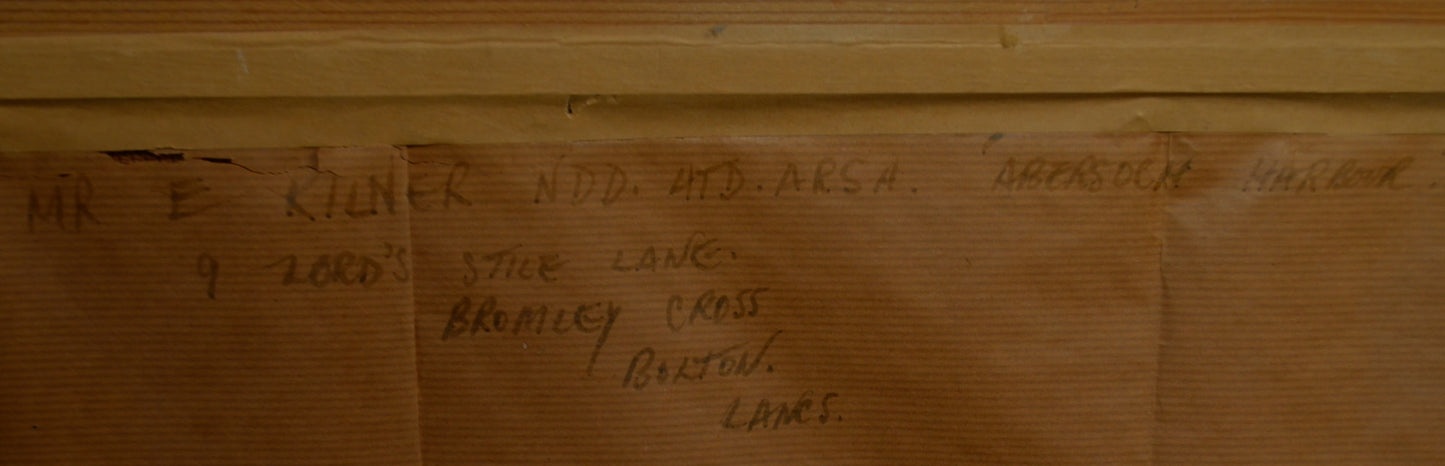 MR E KILNER NDD. ATD. ARSA. ABERSOCH HARBOUR.
9 LORD'S STILE LANE.
BROMLEY CROSS
BOLTON.
LANCS.